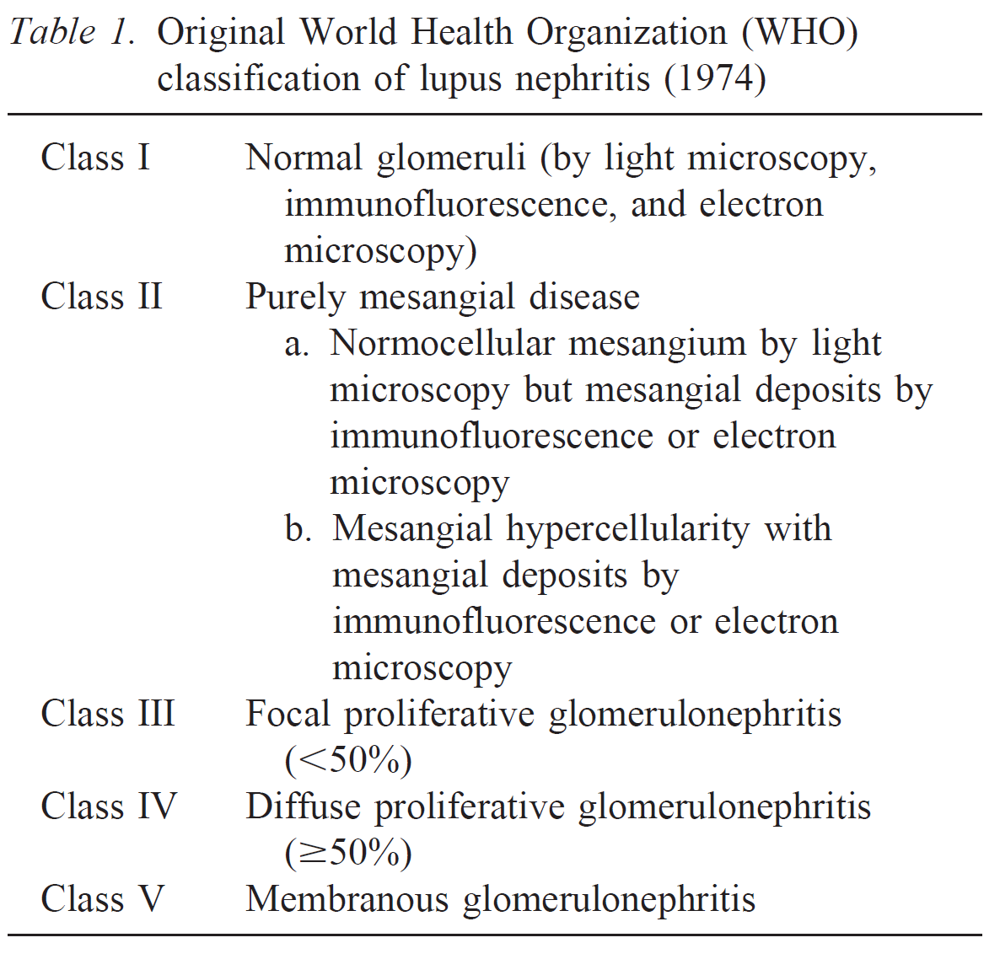 Table 1. Original World Health Organization (WHO)
classification of lupus nephritis (1974)
Class I Normal glomeruli (by light microscopy,
immunofluorescence, and electron
microscopy)
Class II Purely mesangial disease
a. Normocellular mesangium by light
microscopy but mesangial deposits by
immunofluorescence or electron
microscopy
b. Mesangial hypercellularity with
mesangial deposits by
immunofluorescence or electron
microscopy
Class III Focal proliferative glomerulonephritis
(<50%)
Class IV Diffuse proliferative glomerulonephritis
(≧50%)
Class V Membranous glomerulonephritis